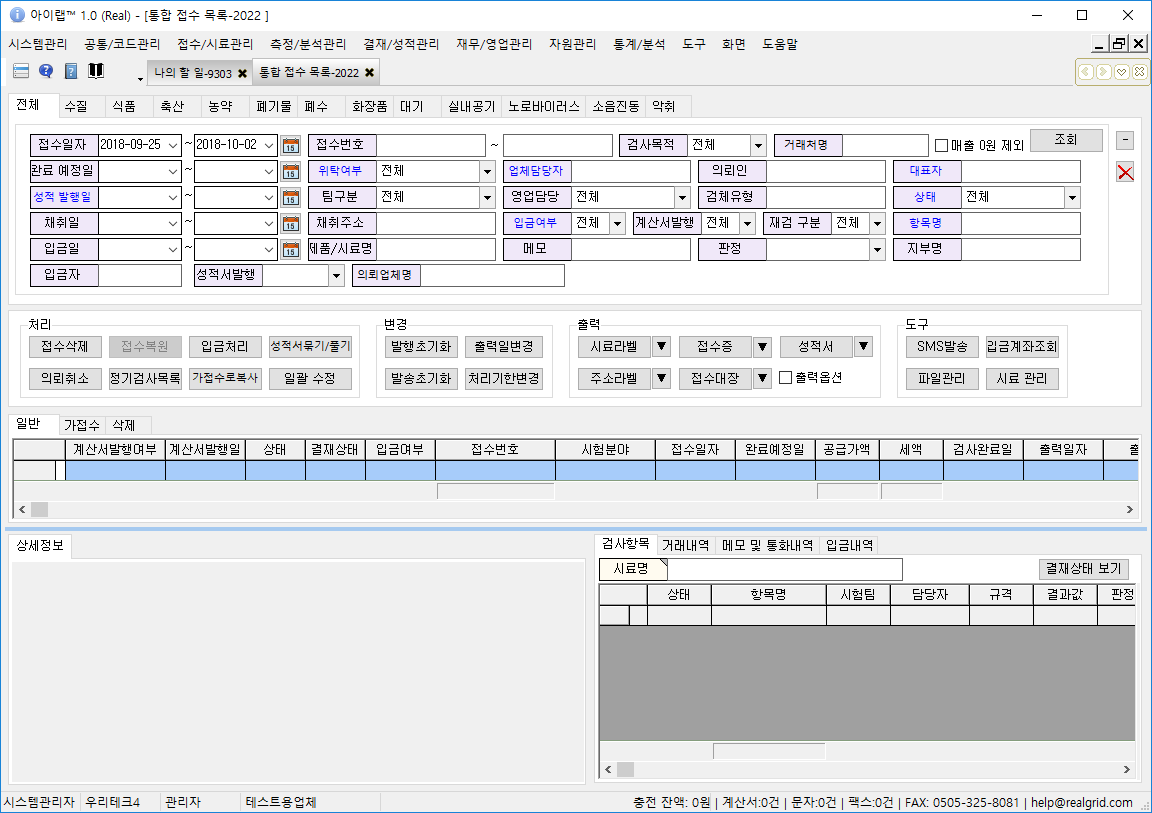 아이랩™ 1.0 (Real) - [통합 접수 목록-2022 ]
시스템관리 공통/코드관리 접수/시료관리 측정/분석관리 결재/성적관리 재무/영업관리 자원관리 통계/분석 도구 화면 도움말
나의 할 일-9303 통합 접수 목록-2022
전체 수질 식품 축산 농약 폐기물 폐수 화장품 대기 실내공기 노로바이러스 소음진동 악취
접수일자 2018-09-25 ~ 2018-10-02 접수번호 ~ 검사목적 전체 거래처명 매출 0원 제외 조회
완료 예정일 ~ 위탁여부 전체 업체담당자 의뢰인 대표자
성적 발행일 ~ 팀구분 전체 영업담당 전체 검체유형 상태 전체
채취일 ~ 채취주소 입금여부 전체 계산서발행 전체 재검 구분 전체 항목명
입금일 ~ 제품/시료명 메모 판정 지부명
입금자 성적서발행 의뢰업체명
처리 변경 출력 도구
접수삭제 접수복원 입금처리 성적서묶기/풀기 발행초기화 출력일변경 시료라벨 접수증 성적서 SMS발송 입금계좌조회
의뢰취소 정기검사목록 가접수로복사 일괄 수정 발송초기화 처리기한변경 주소라벨 접수대장 출력옵션 파일관리 시료 관리
일반 가접수 삭제
계산서발행여부 계산서발행일 상태 결재상태 입금여부 접수번호 시험분야 접수일자 완료예정일 공급가액 세액 검사완료일 출력일자
상세정보 검사항목 거래내역 메모 및 통화내역 입금내역
시료명 결재상태 보기
상태 항목명 시험팀 담당자 규격 결과값 판정
시스템관리자 우리테크4 관리자 테스트용업체 충전 잔액: 0원 | 계산서:0건 | 문자:0건 | 팩스:0건 | FAX: 0505-325-8081 | help@realgrid.com